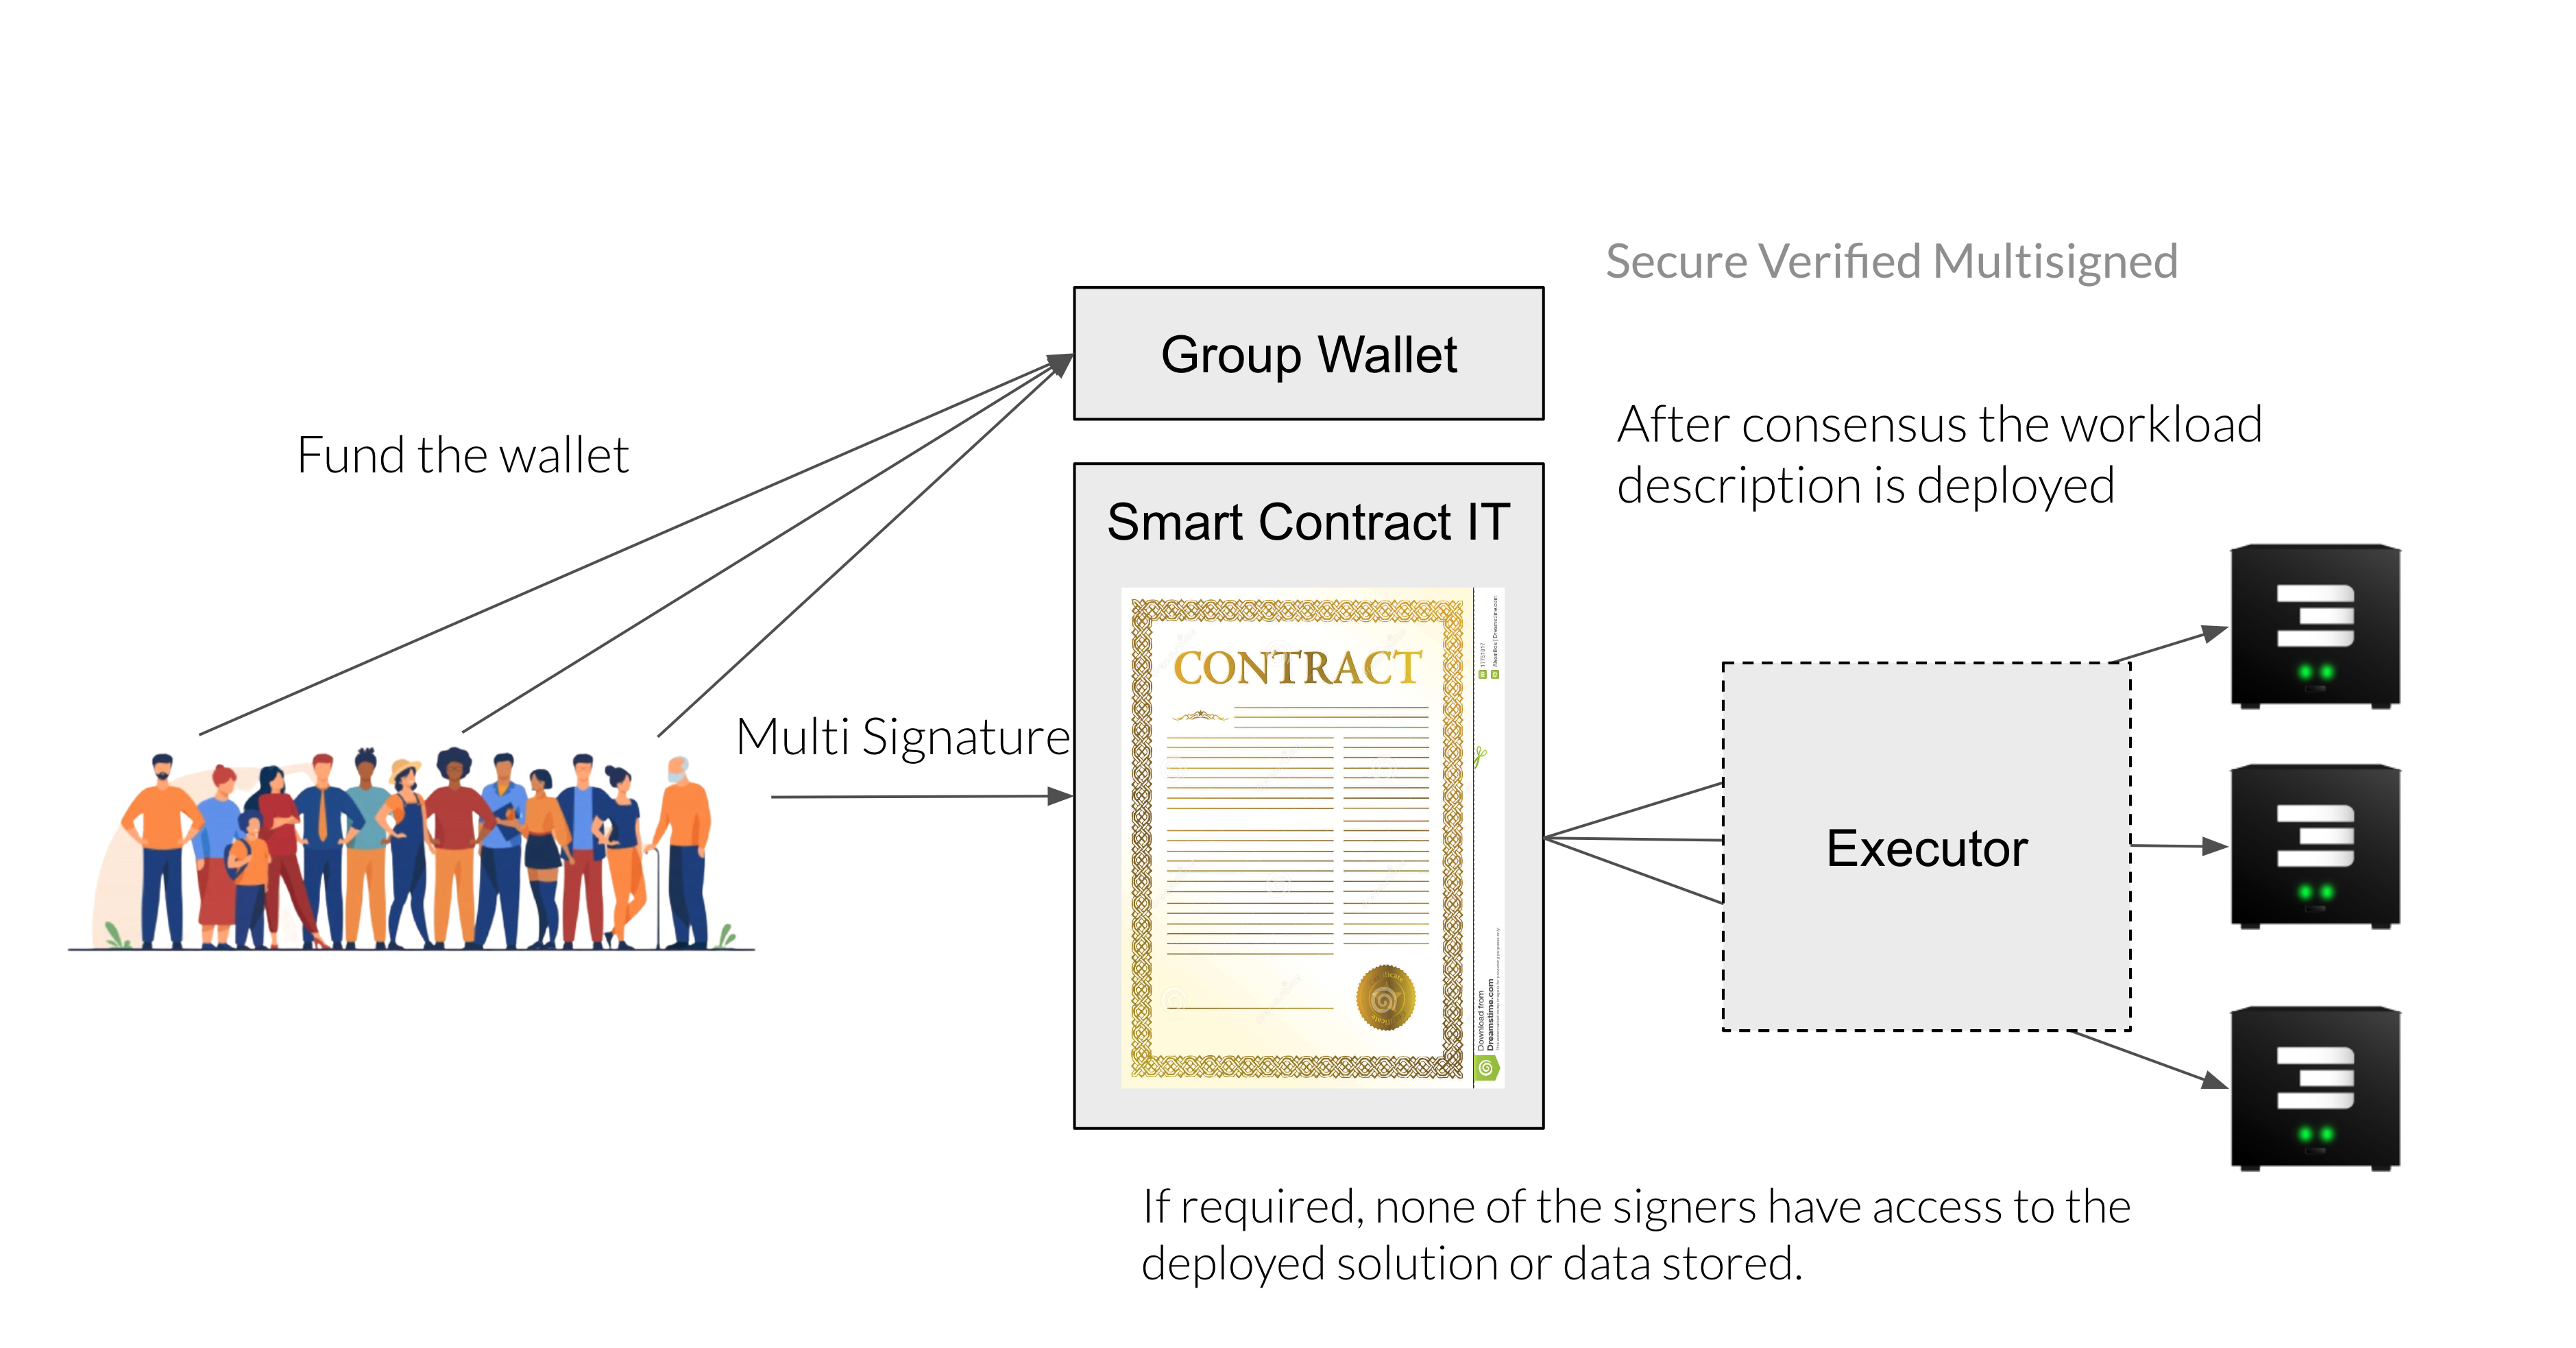 Secure Verified Multisigned
Group Wallet
After consensus the workload
description is deployed
Fund the wallet
Smart Contract IT
CONTRACT
Multi Signature
Executor
Download from
Dreamstime.com
If required, none of the signers have access to the
deployed solution or data stored.